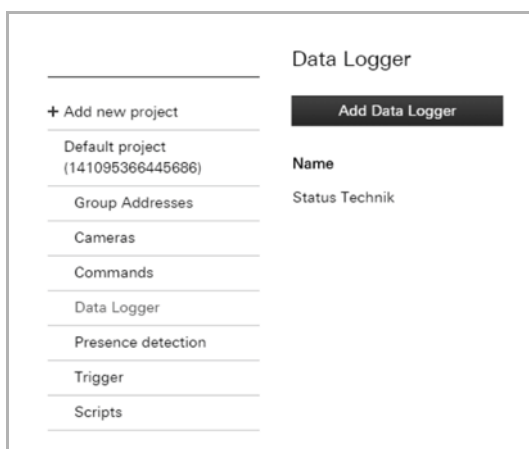 + Add new project
Default project
(141095366445686)
Group Addresses
Cameras
Commands
Data Logger
Presence detection
Trigger
Scripts
Data Logger
Add Data Logger
Name
Status Technik